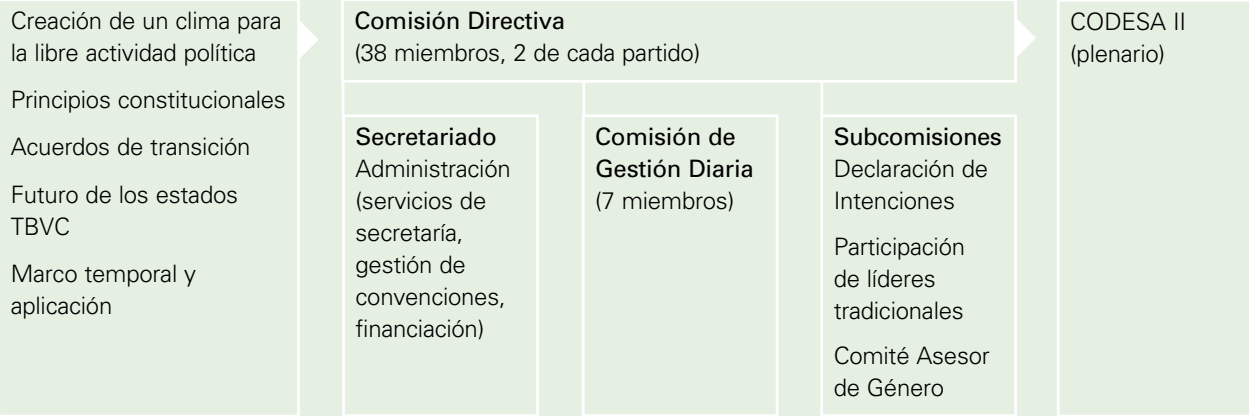 Creación de un clima para
la libre actividad política
Principios constitucionales
Acuerdos de transición
Futuro de los estados
TBVC
Marco temporal y
aplicación
Comisión Directiva
(38 miembros, 2 de cada partido)
Secretariado
Administración
(servicios de
secretaría,
gestión de
convenciones,
financiación)
Comisión de
Gestión Diaria
(7 miembros)
Subcomisiones
Declaración de
Intenciones
Participación
de líderes
tradicionales
Comité Asesor
de Género
CODESA II
(plenario)